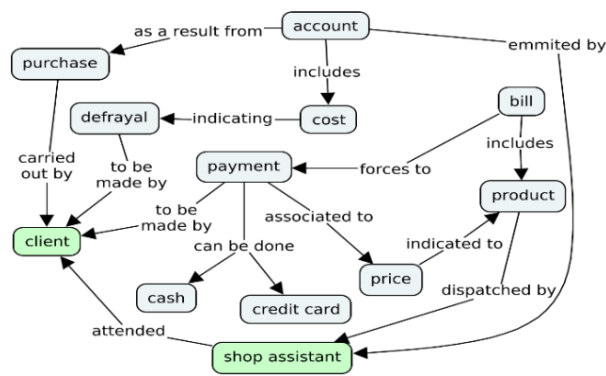 account
as a result from
emmited by
purchase
includes
bill
defrayal
indicating
cost
includes
carried
out by
to be
made by
payment
forces to
product
to be
made by
associated to
client
can be done
indicated to
price
cash
credit card
dispatched by
attended
shop assistant